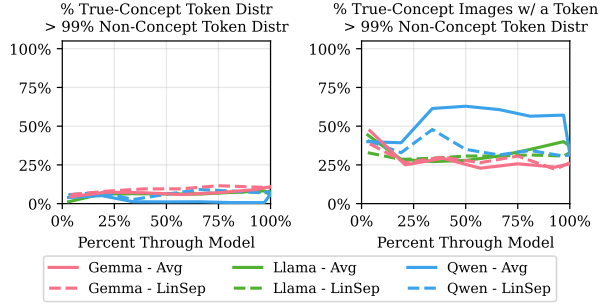 % True-Concept Token Distr
> 99% Non-Concept Token Distr
100%
75%
50%
25%
0%
0% 25% 50% 75% 100%
Percent Through Model
% True-Concept Images w/ a Token
> 99% Non-Concept Token Distr
100%
75%
50%
25%
0%
0% 25% 50% 75% 100%
Percent Through Model
Gemma - Avg
Gemma - LinSep
Llama - Avg
Llama - LinSep
Qwen - Avg
Qwen - LinSep